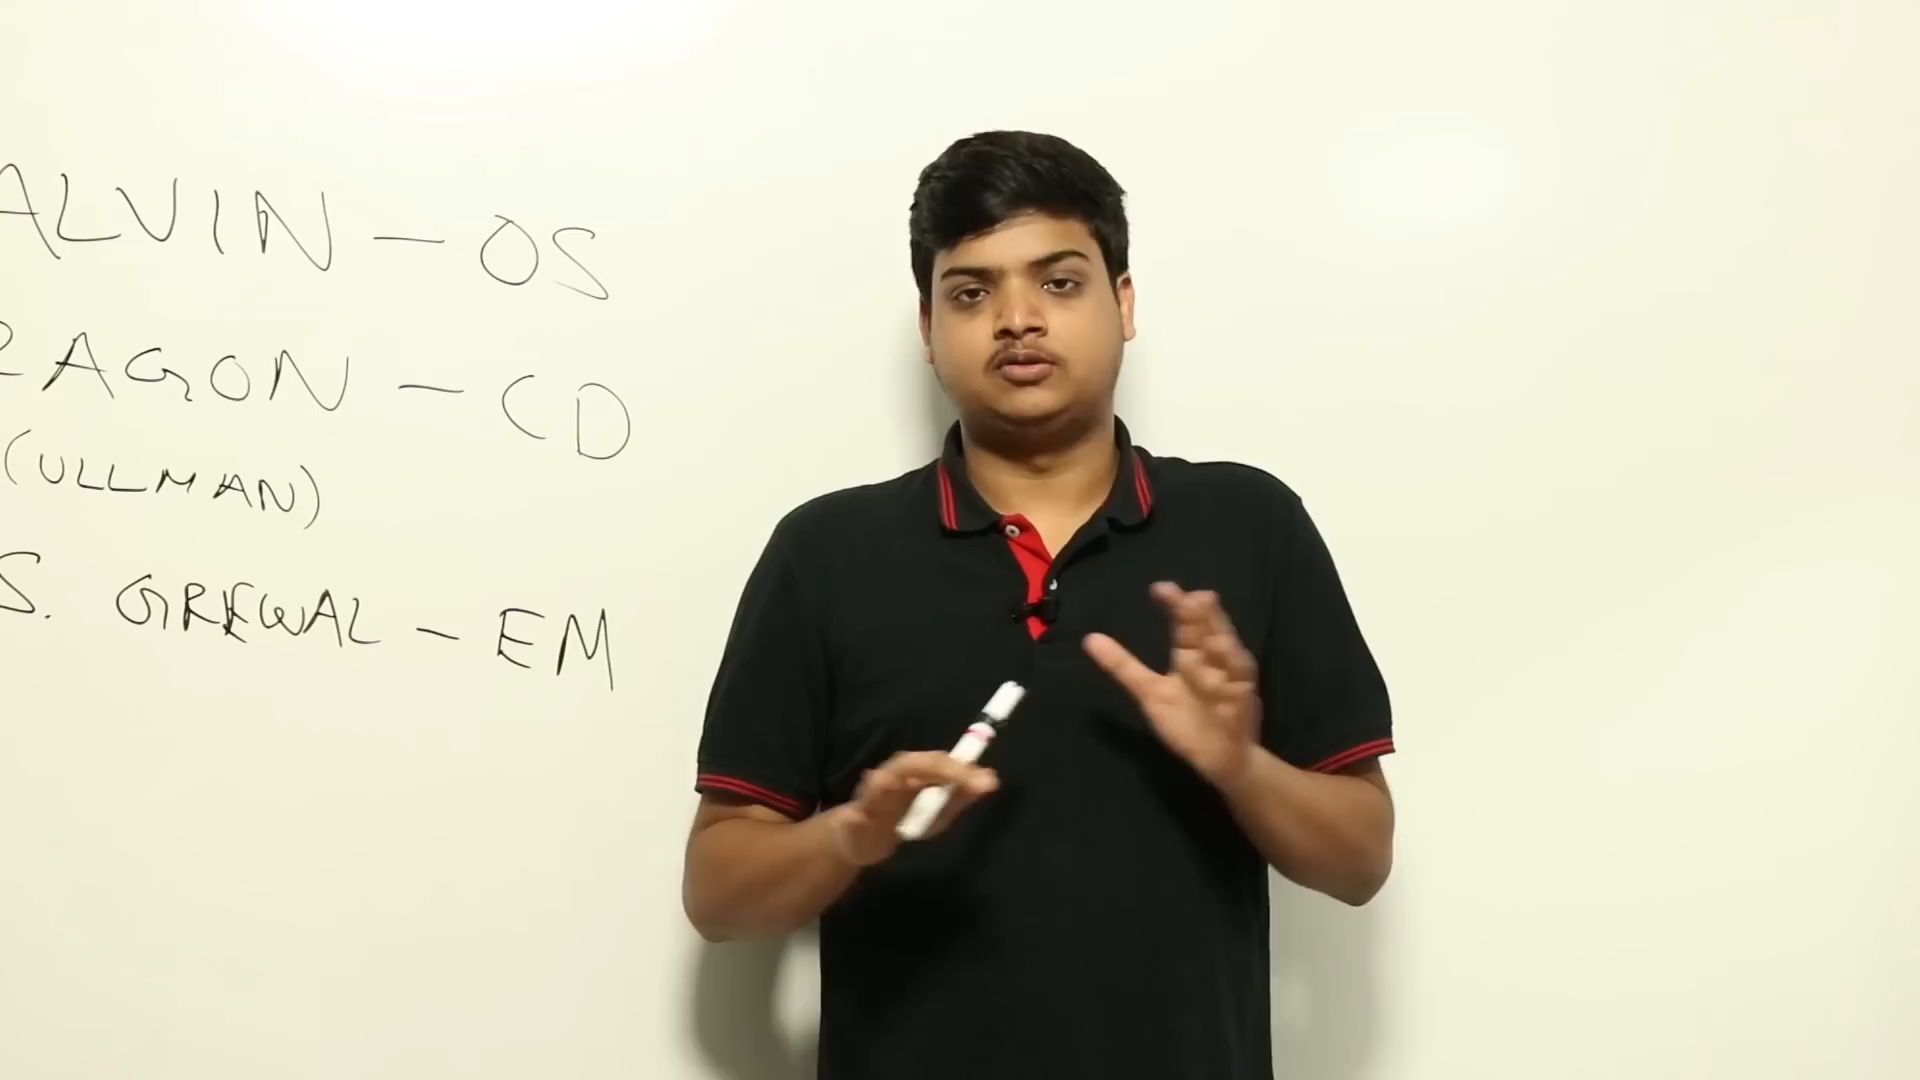 ALVIN - OS
RAGON - CD
(ULLMAN)
S. GREWAL - EM